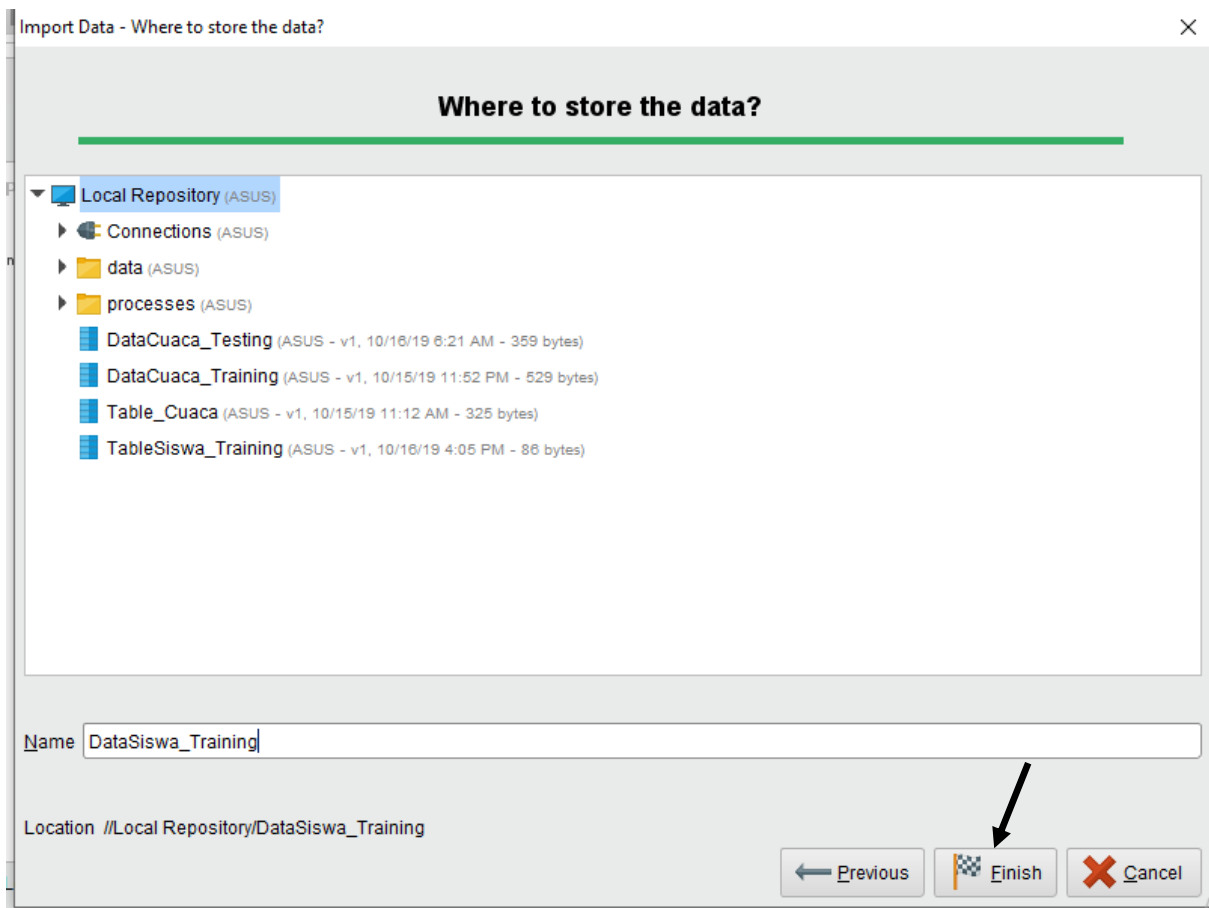 Import Data - Where to store the data?
Where to store the data?
Local Repository (ASUS)
Connections (ASUS)
data (ASUS)
processes (ASUS)
DataCuaca_Testing (ASUS - v1, 10/16/19 6:21 AM - 359 bytes)
DataCuaca_Training (ASUS - v1, 10/15/19 11:52 PM - 529 bytes)
Table_Cuaca (ASUS - v1, 10/15/19 11:12 AM - 325 bytes)
TableSiswa_Training (ASUS - v1, 10/16/19 4:05 PM - 86 bytes)
Name DataSiswa_Training
Location //Local Repository/DataSiswa_Training
Previous Finish Cancel